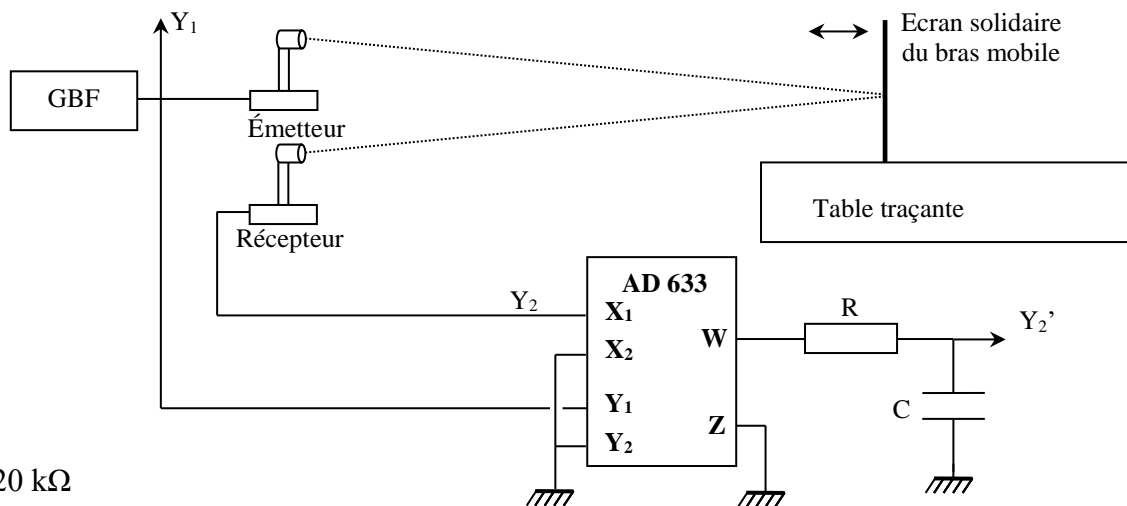 Y₁
Ecran solidaire
du bras mobile
GBF
Émetteur
Récepteur
Table traçante
AD 633
Y₂
X₁
X₂
Y₁
Y₂
W
Z
R
Y₂’
C
20 kΩ